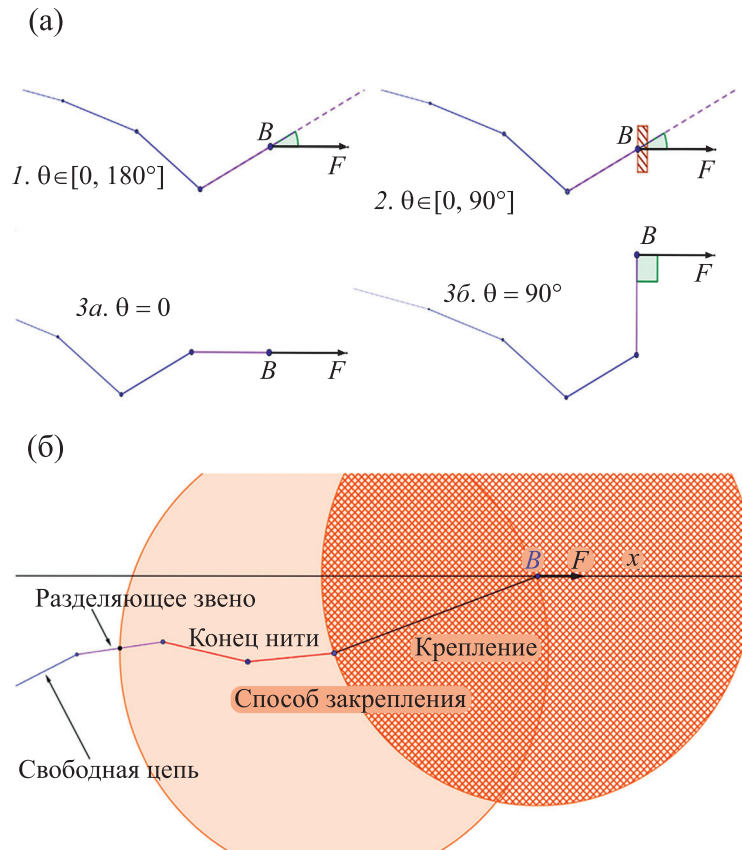 (а)
B
F
1. θ∈[0, 180°]
B
F
2. θ∈[0, 90°]
3а. θ = 0
B
F
B
F
3б. θ = 90°
(б)
B
F
x
Разделяющее звено
Конец нити
Крепление
Способ закрепления
Свободная цепь